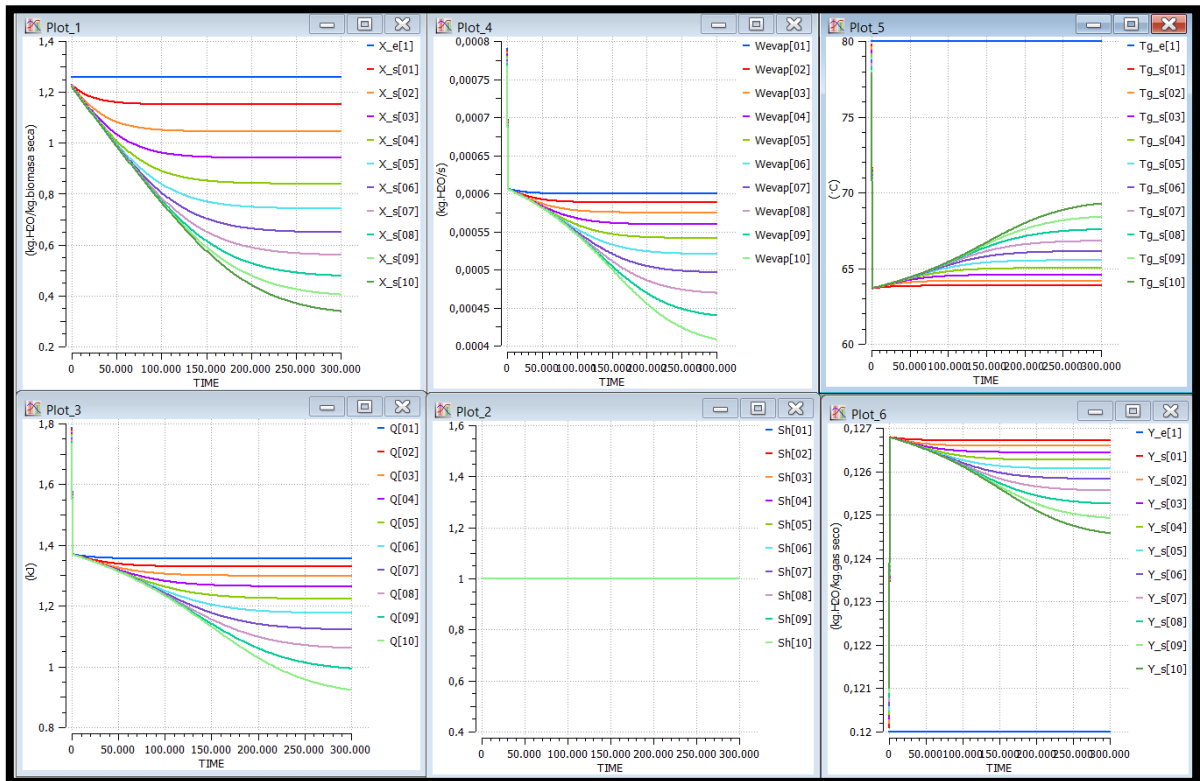 Plot_1
1,4
1,2
1
0,8
0,6
0,4
0.2
(kg.H2O/kg.biomasa seca)
0
50.000
100.000
150.000
200.000
250.000
300.000
TIME
X_e[1]
X_s[01]
X_s[02]
X_s[03]
X_s[04]
X_s[05]
X_s[06]
X_s[07]
X_s[08]
X_s[09]
X_s[10]
Plot_4
0,0008
0,00075
0,0007
0,00065
0,0006
0,00055
0,0005
0,00045
0.0004
(kg.H2O/s)
0
50.000
100.000
150.000
200.000
250.000
300.000
TIME
Wevap[01]
Wevap[02]
Wevap[03]
Wevap[04]
Wevap[05]
Wevap[06]
Wevap[07]
Wevap[08]
Wevap[09]
Wevap[10]
Plot_5
80
75
70
65
60
(·C)
0
50.000
100.000
150.000
200.000
250.000
300.000
TIME
Tg_e[1]
Tg_s[01]
Tg_s[02]
Tg_s[03]
Tg_s[04]
Tg_s[05]
Tg_s[06]
Tg_s[07]
Tg_s[08]
Tg_s[09]
Tg_s[10]
Plot_3
1,8
1,6
1,4
1,2
1
0.8
(kJ)
0
50.000
100.000
150.000
200.000
250.000
300.000
TIME
Q[01]
Q[02]
Q[03]
Q[04]
Q[05]
Q[06]
Q[07]
Q[08]
Q[09]
Q[10]
Plot_2
1,6
1,4
1,2
1
0,8
0,6
0.4
0
50.000
100.000
150.000
200.000
250.000
300.000
TIME
Sh[01]
Sh[02]
Sh[03]
Sh[04]
Sh[05]
Sh[06]
Sh[07]
Sh[08]
Sh[09]
Sh[10]
Plot_6
0,127
0,126
0,125
0,124
0,123
0,122
0,121
0.12
(kg.H2O/kg.gas seco)
0
50.000
100.000
150.000
200.000
250.000
300.000
TIME
Y_e[1]
Y_s[01]
Y_s[02]
Y_s[03]
Y_s[04]
Y_s[05]
Y_s[06]
Y_s[07]
Y_s[08]
Y_s[09]
Y_s[10]